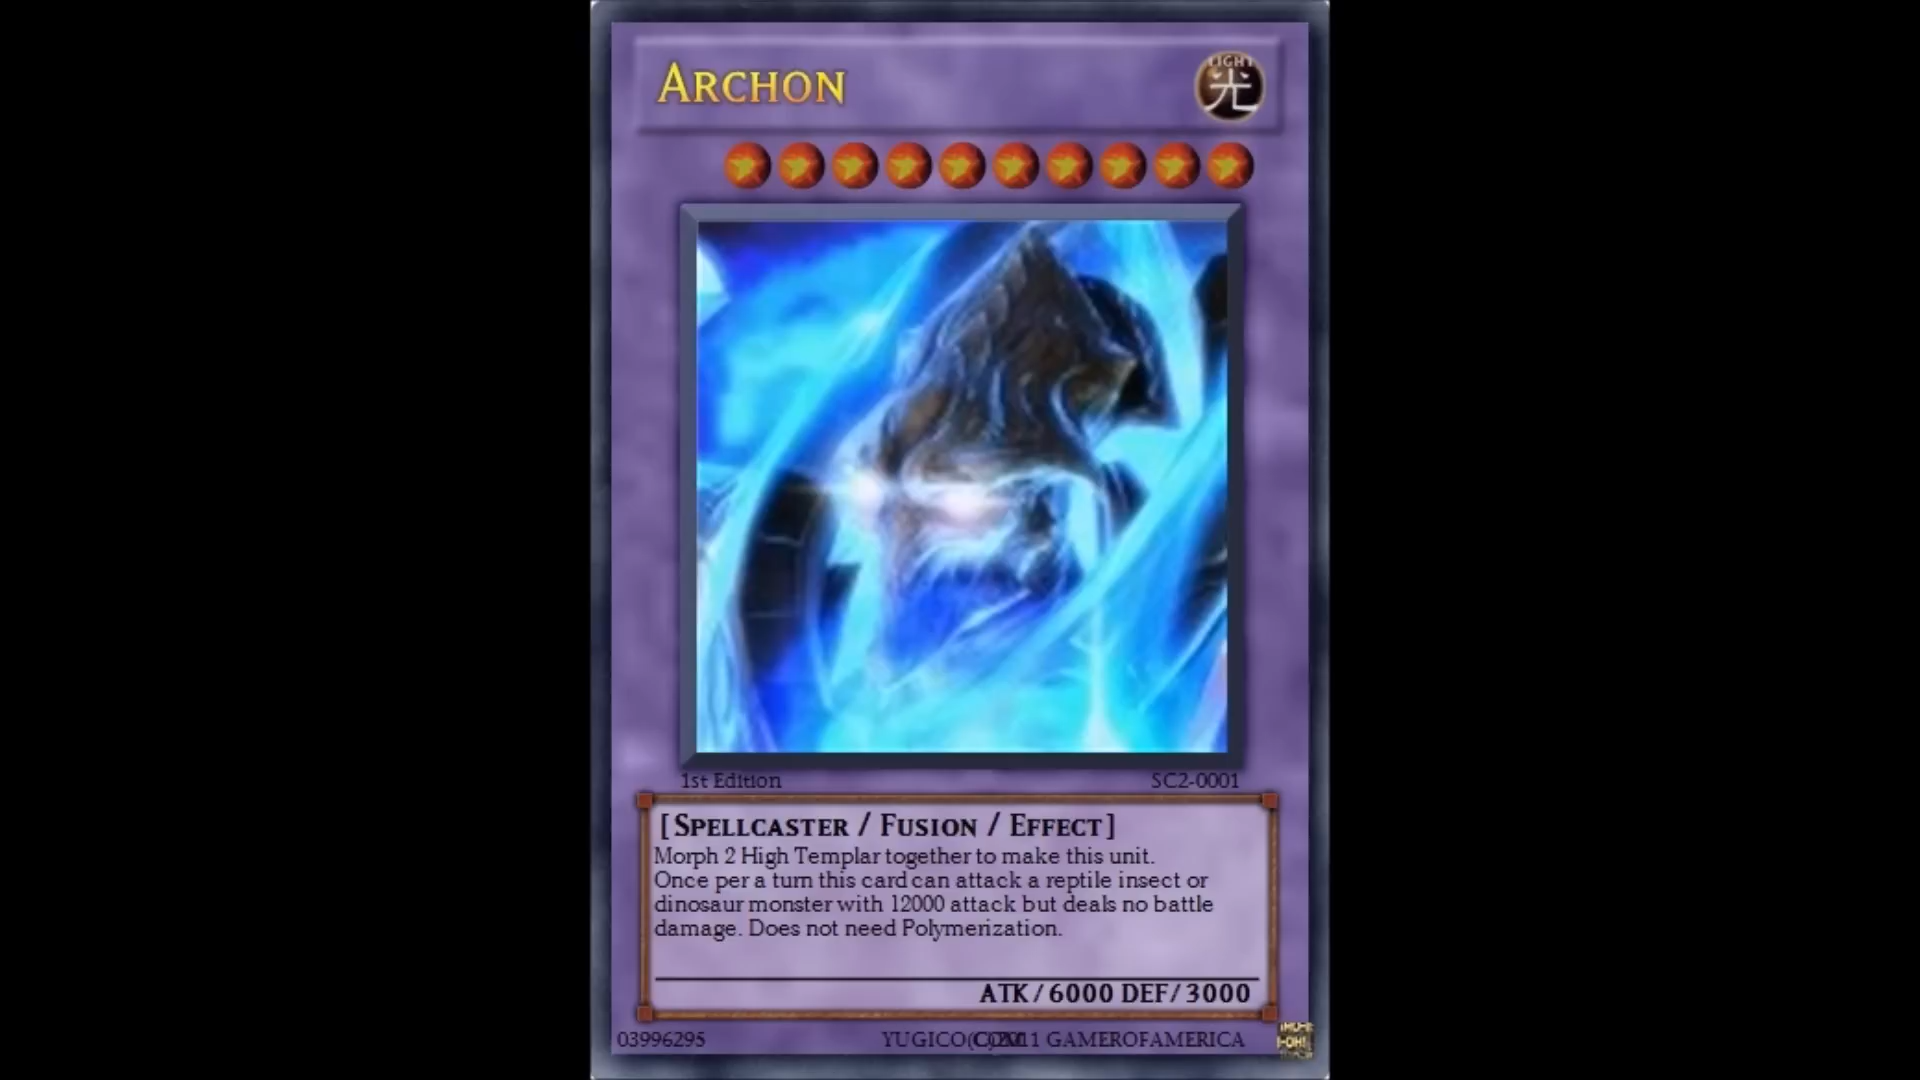 Archon
LIGHT
光
1st Edition
SC2-0001
[Spellcaster / Fusion / Effect]
Morph 2 High Templar together to make this unit.
Once per a turn this card can attack a reptile insect or
dinosaur monster with 12000 attack but deals no battle
damage. Does not need Polymerization.
ATK/6000 DEF/3000
03996295
2011 GAMEROFAMERICA